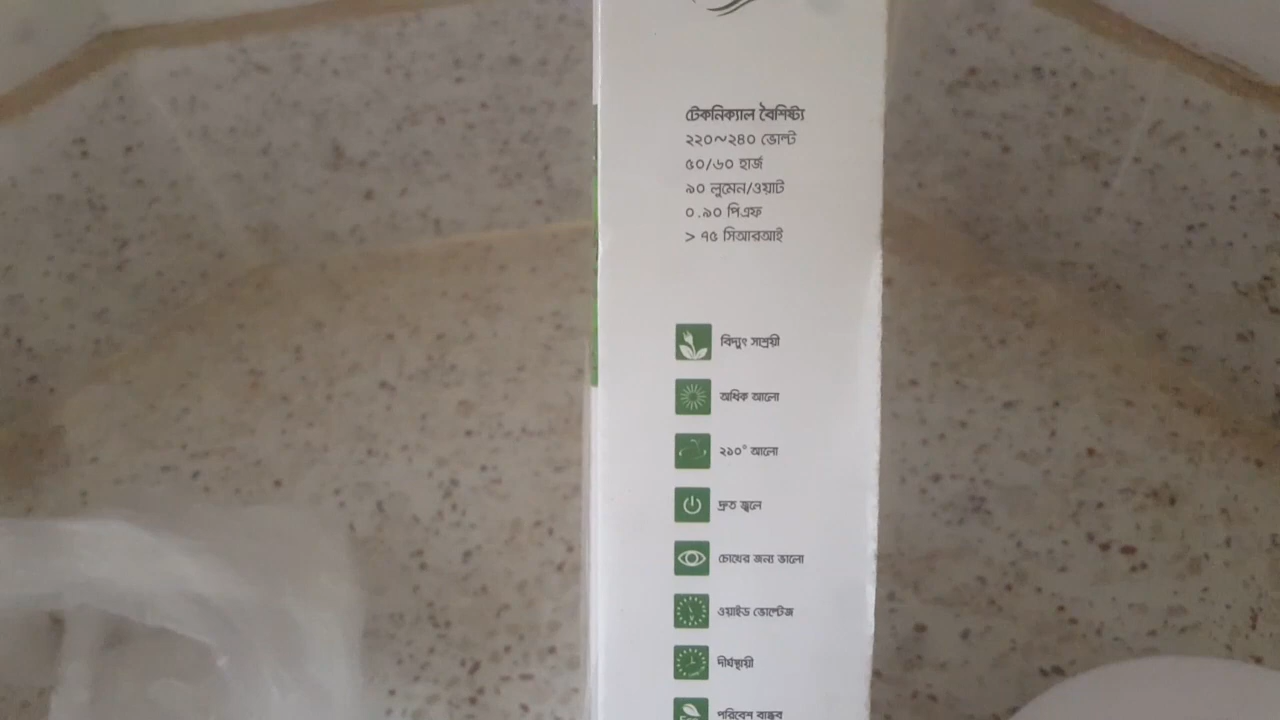 টেকনিক্যাল বৈশিষ্ট্য
২২০~২৪০ ভোল্ট
৫০/৬০ হার্জ
৯০ লুমেন/ওয়াট
০.৯০ পিএফ
> ৭৫ সিআরআই
বিদ্যুৎ সাশ্রয়ী
অধিক আলো
২১০° আলো
দ্রুত জ্বলে
চোখের জন্য ভালো
ওয়াইড ভোল্টেজ
দীর্ঘস্থায়ী
পরিবেশ বান্ধব